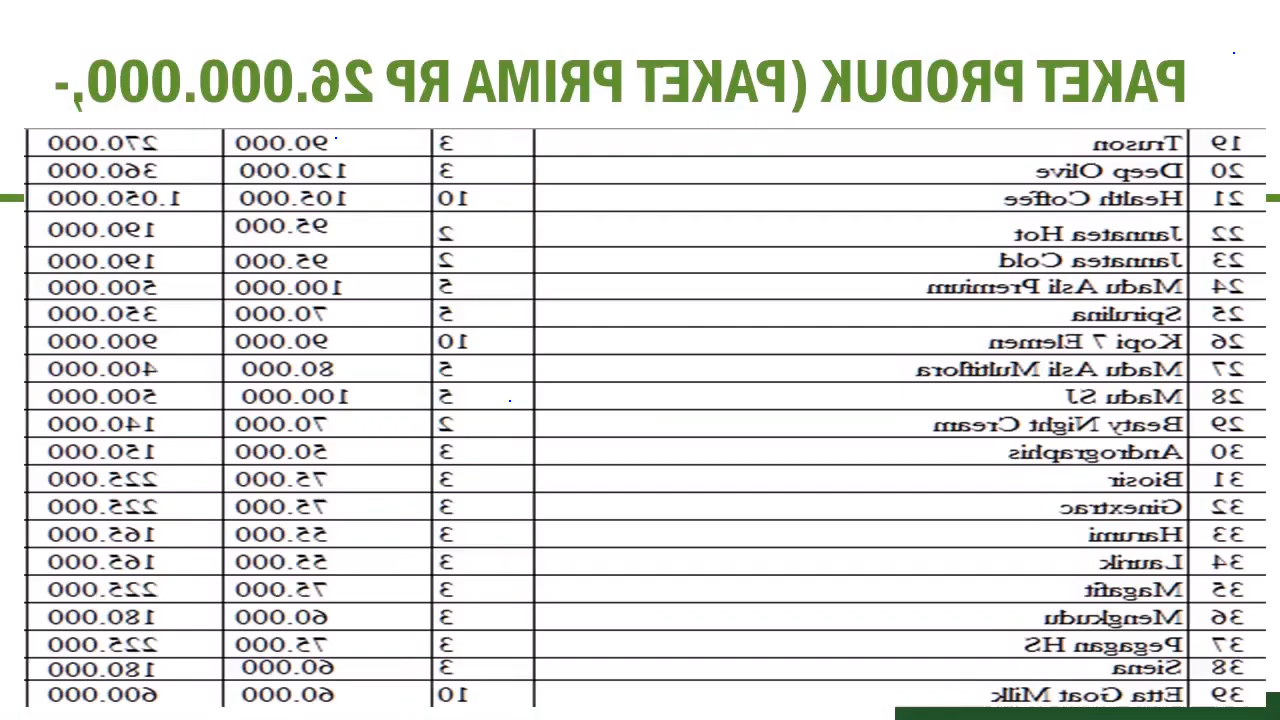 PAKET PRODUK (PAKET PRIMA RP 26.000.000,-
19 Truson 3 90.000 270.000
20 Deep Olive 3 120.000 360.000
21 Health Coffee 10 105.000 1.050.000
22 Jannatea Hot 2 95.000 190.000
23 Jannatea Cold 2 95.000 190.000
24 Madu Asli Premium 5 100.000 500.000
25 Spirulina 5 70.000 350.000
26 Kopi 7 Elemen 10 90.000 900.000
27 Madu Asli Multiflora 5 80.000 400.000
28 Madu SJ 5 100.000 500.000
29 Beaty Night Cream 2 70.000 140.000
30 Andrographis 3 50.000 150.000
31 Biosir 3 75.000 225.000
32 Ginextrac 3 75.000 225.000
33 Harumi 3 55.000 165.000
34 Laurik 3 55.000 165.000
35 Magafit 3 75.000 225.000
36 Mengkudu 3 60.000 180.000
37 Pegagan HS 3 75.000 225.000
38 Siena 3 60.000 180.000
39 Etta Goat Milk 10 60.000 600.000